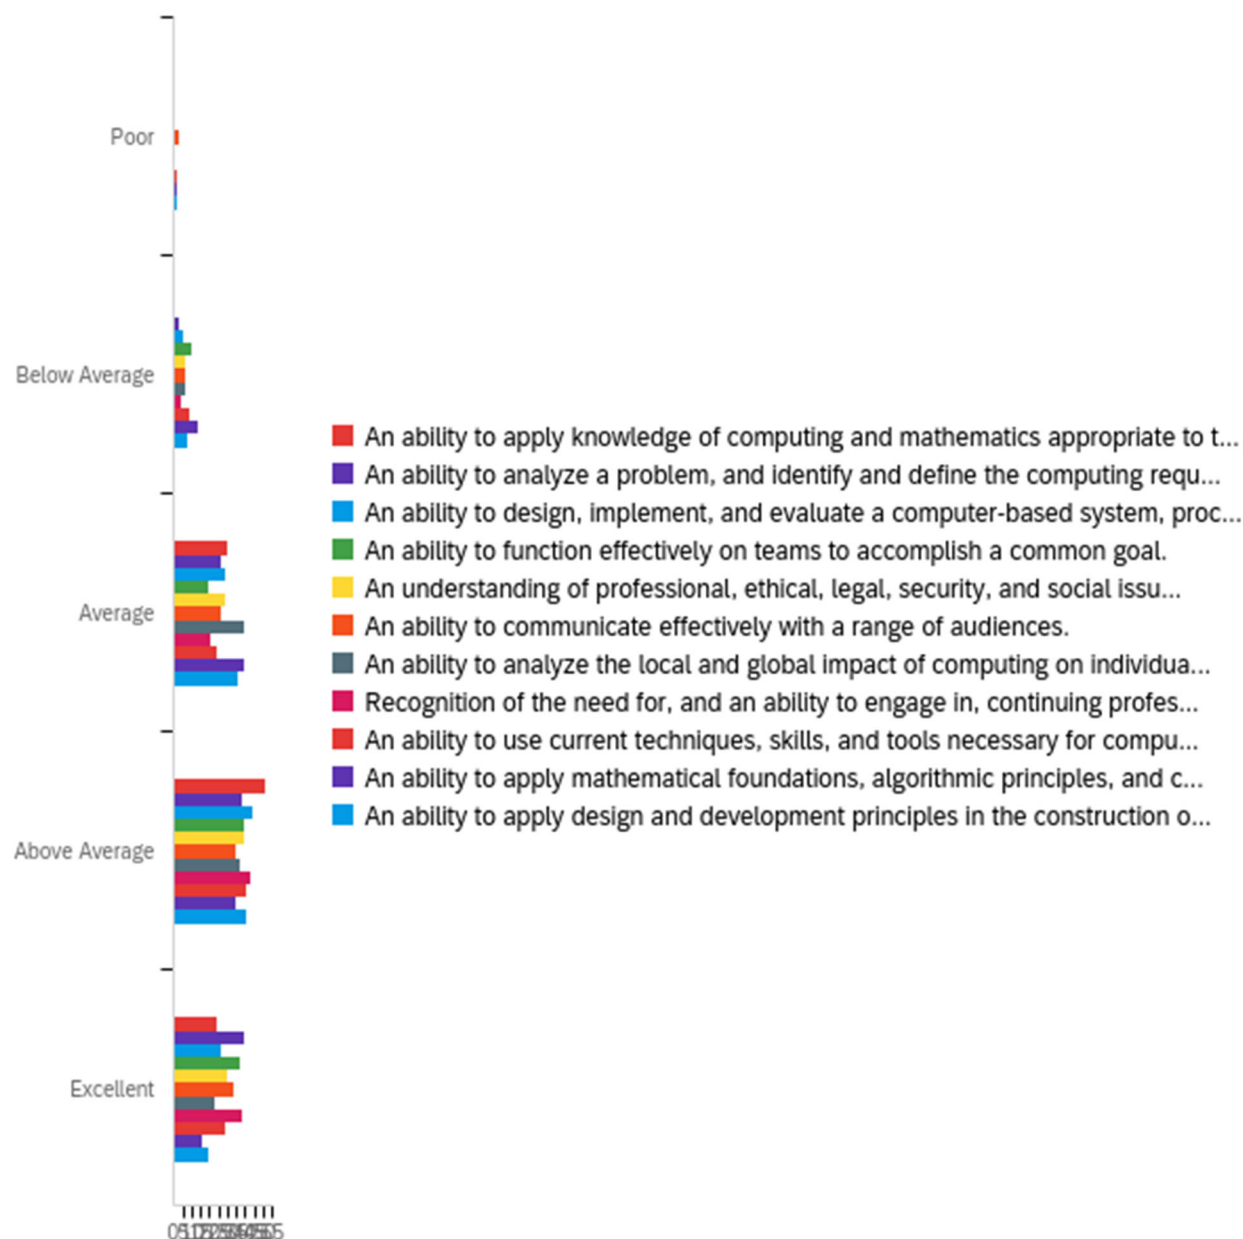 Poor
Below Average
Average
Above Average
Excellent
An ability to apply knowledge of computing and mathematics appropriate to t...
An ability to analyze a problem, and identify and define the computing requ...
An ability to design, implement, and evaluate a computer-based system, proc...
An ability to function effectively on teams to accomplish a common goal.
An understanding of professional, ethical, legal, security, and social issu...
An ability to communicate effectively with a range of audiences.
An ability to analyze the local and global impact of computing on individua...
Recognition of the need for, and an ability to engage in, continuing profes...
An ability to use current techniques, skills, and tools necessary for compu...
An ability to apply mathematical foundations, algorithmic principles, and c...
An ability to apply design and development principles in the construction o...